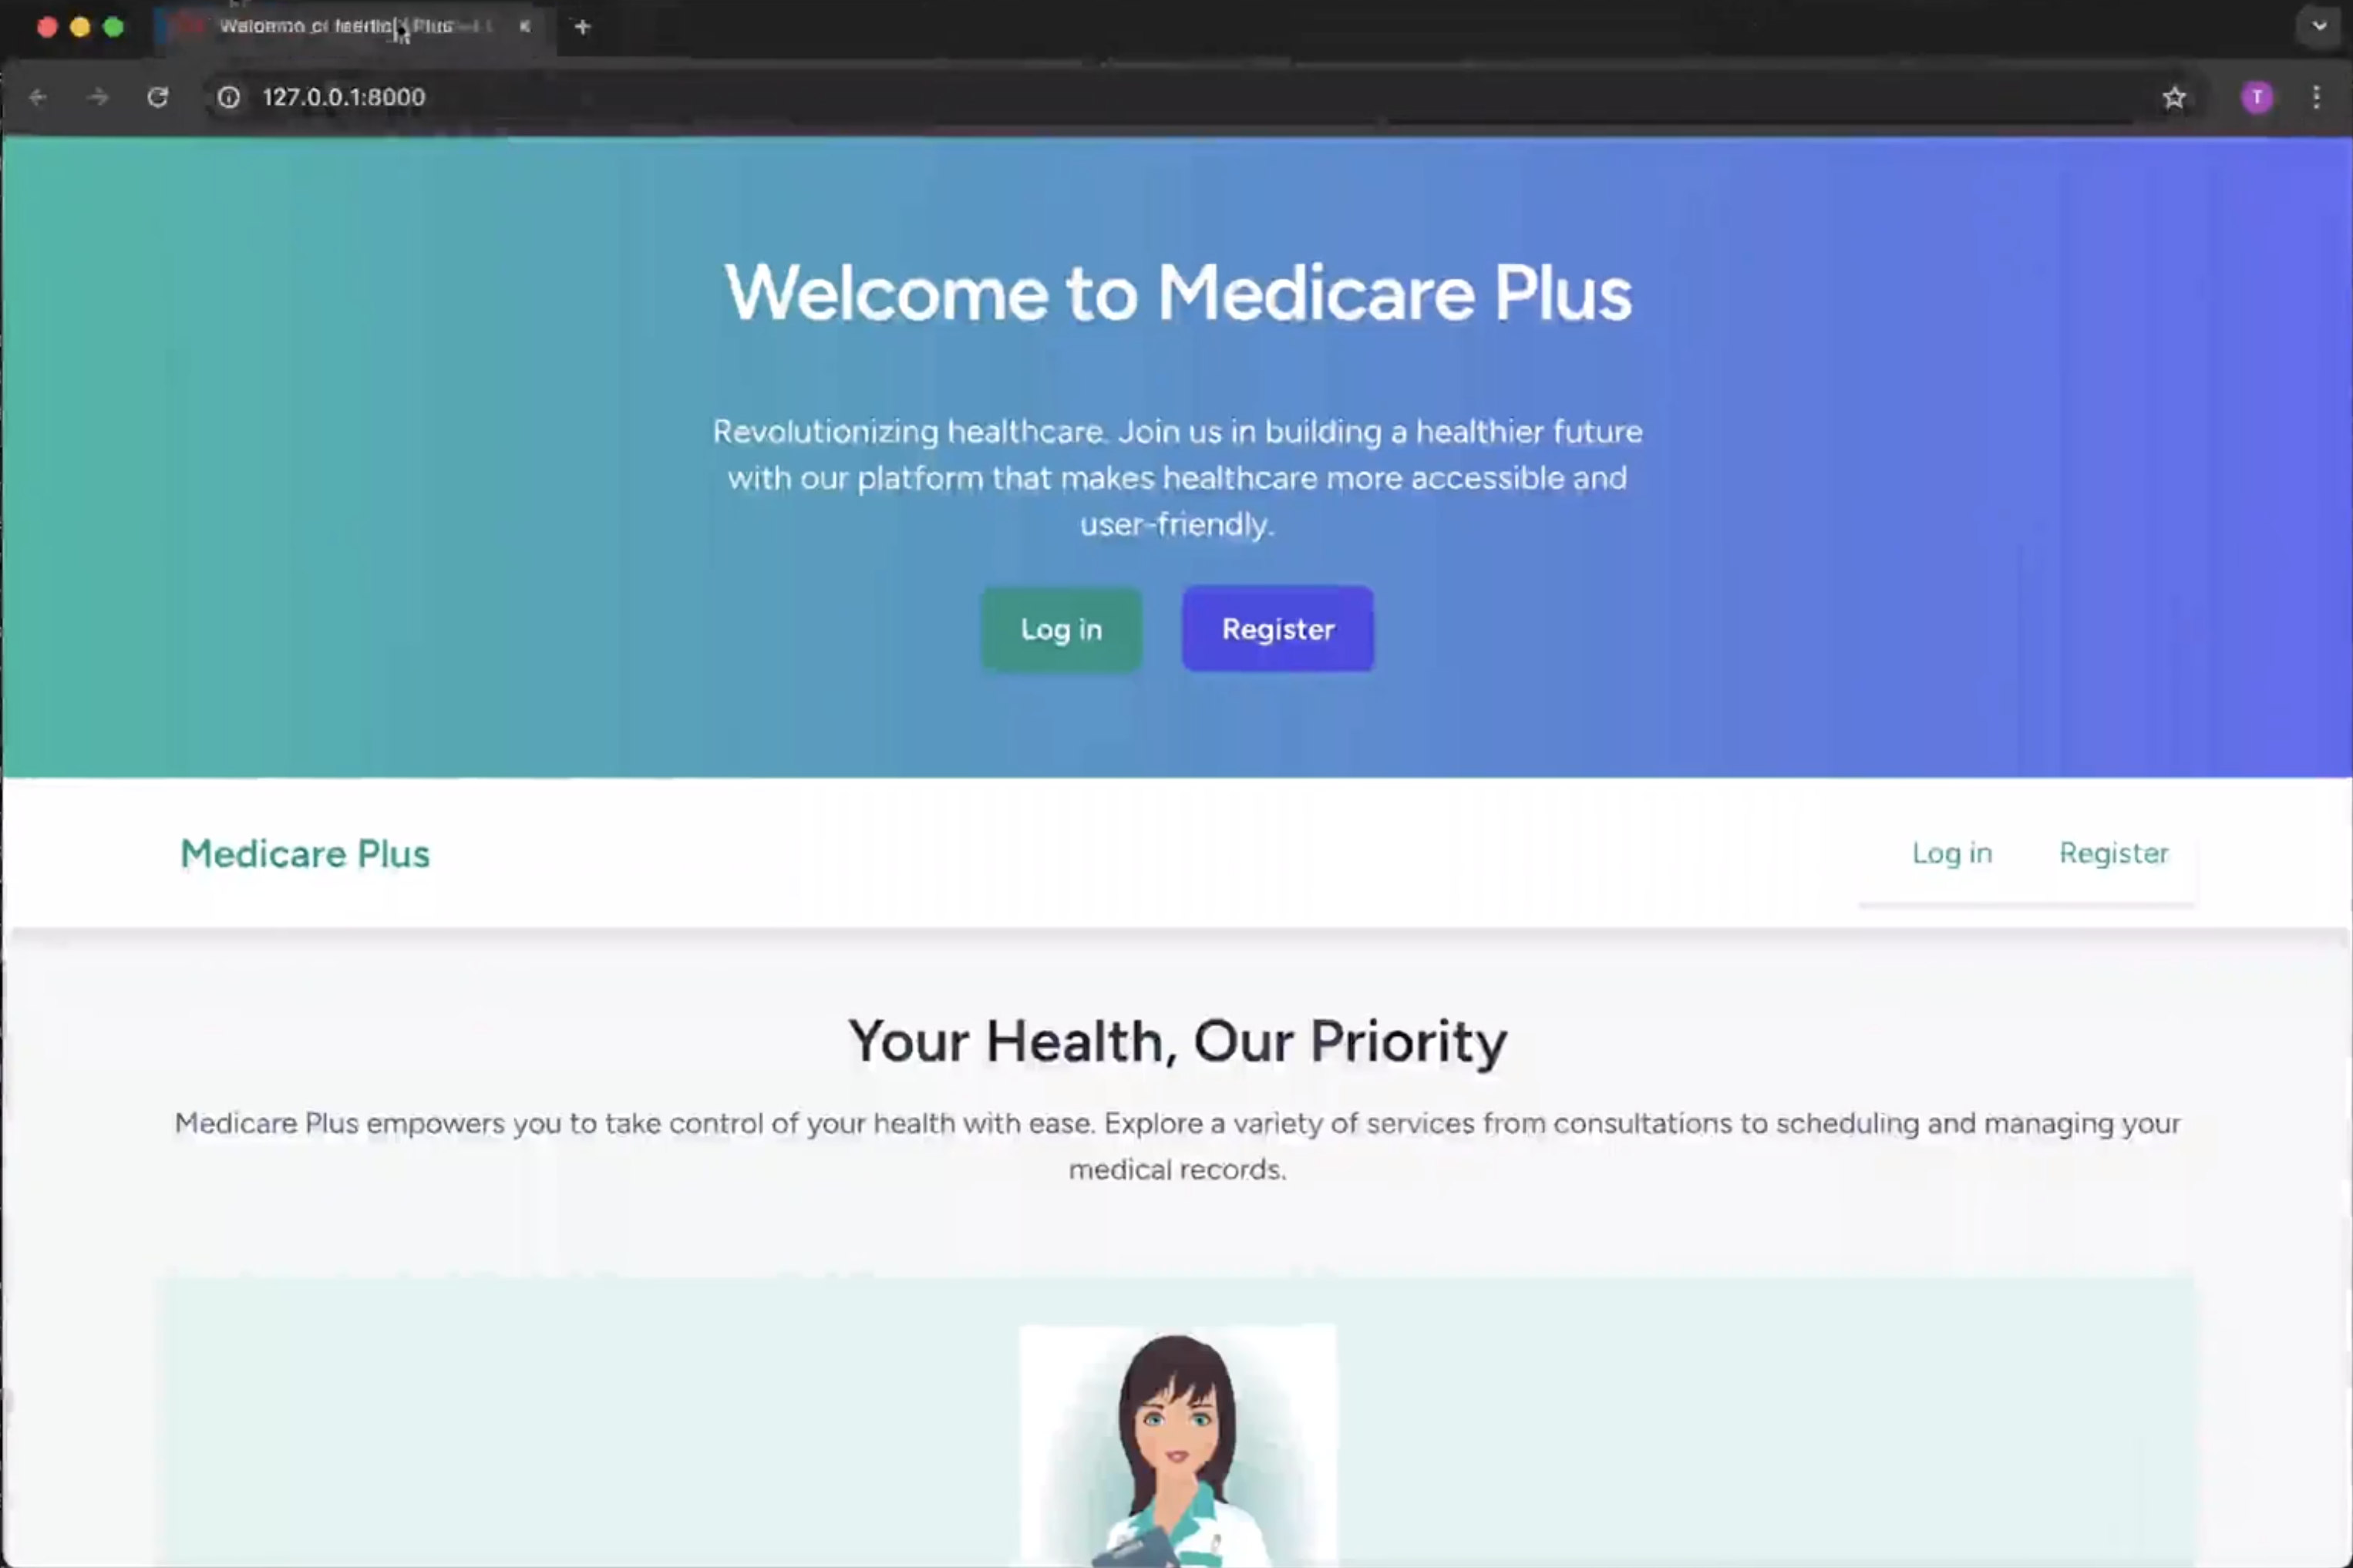 127.0.0.1:8000
T
Welcome to Medicare Plus
Revolutionizing healthcare. Join us in building a healthier future
with our platform that makes healthcare more accessible and
user-friendly.
Log in
Register
Medicare Plus
Log in
Register
Your Health, Our Priority
Medicare Plus empowers you to take control of your health with ease. Explore a variety of services from consultations to scheduling and managing your
medical records.